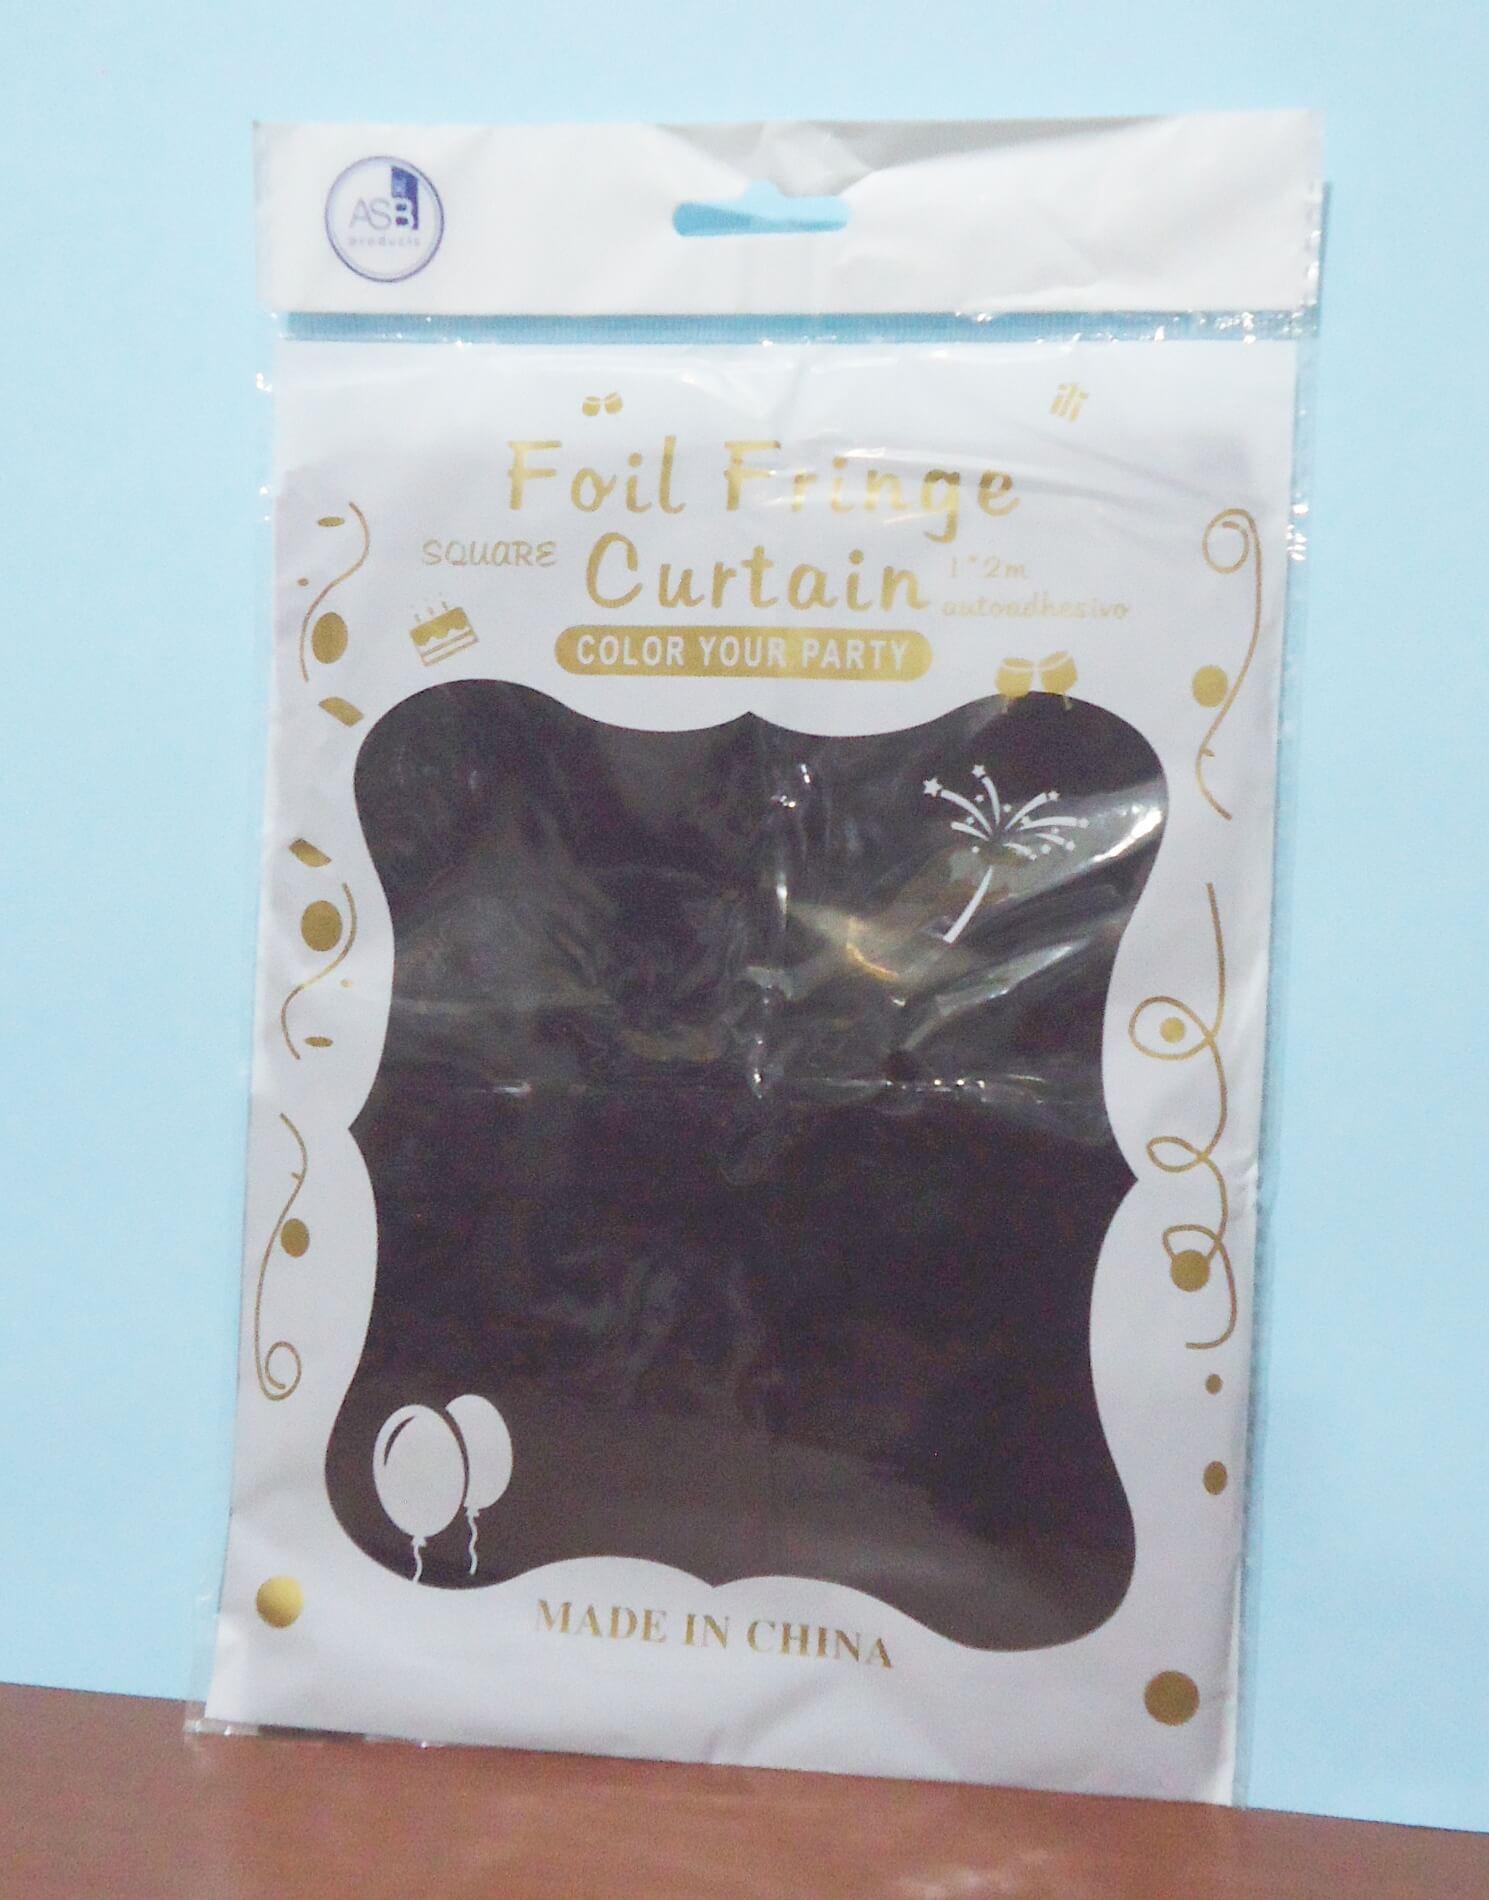 ASB
products
Foil Fringe
SQUARE Curtain 1*2m
autoadhesivo
COLOR YOUR PARTY
MADE IN CHINA